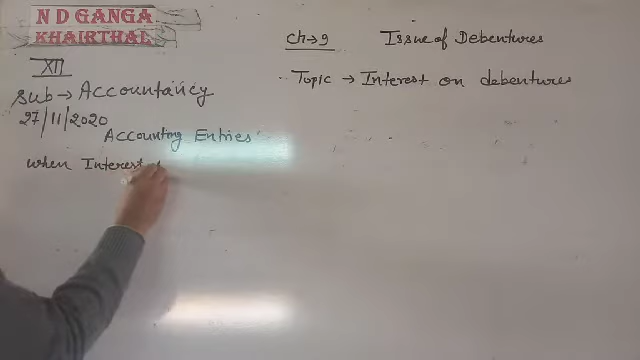 N D GANGA
KHAIRTHAL
XII
Sub → Accountancy
27/11/2020
Accounting Entries
when Interest
Ch → 9
Issue of Debentures
Topic → Interest on debentures